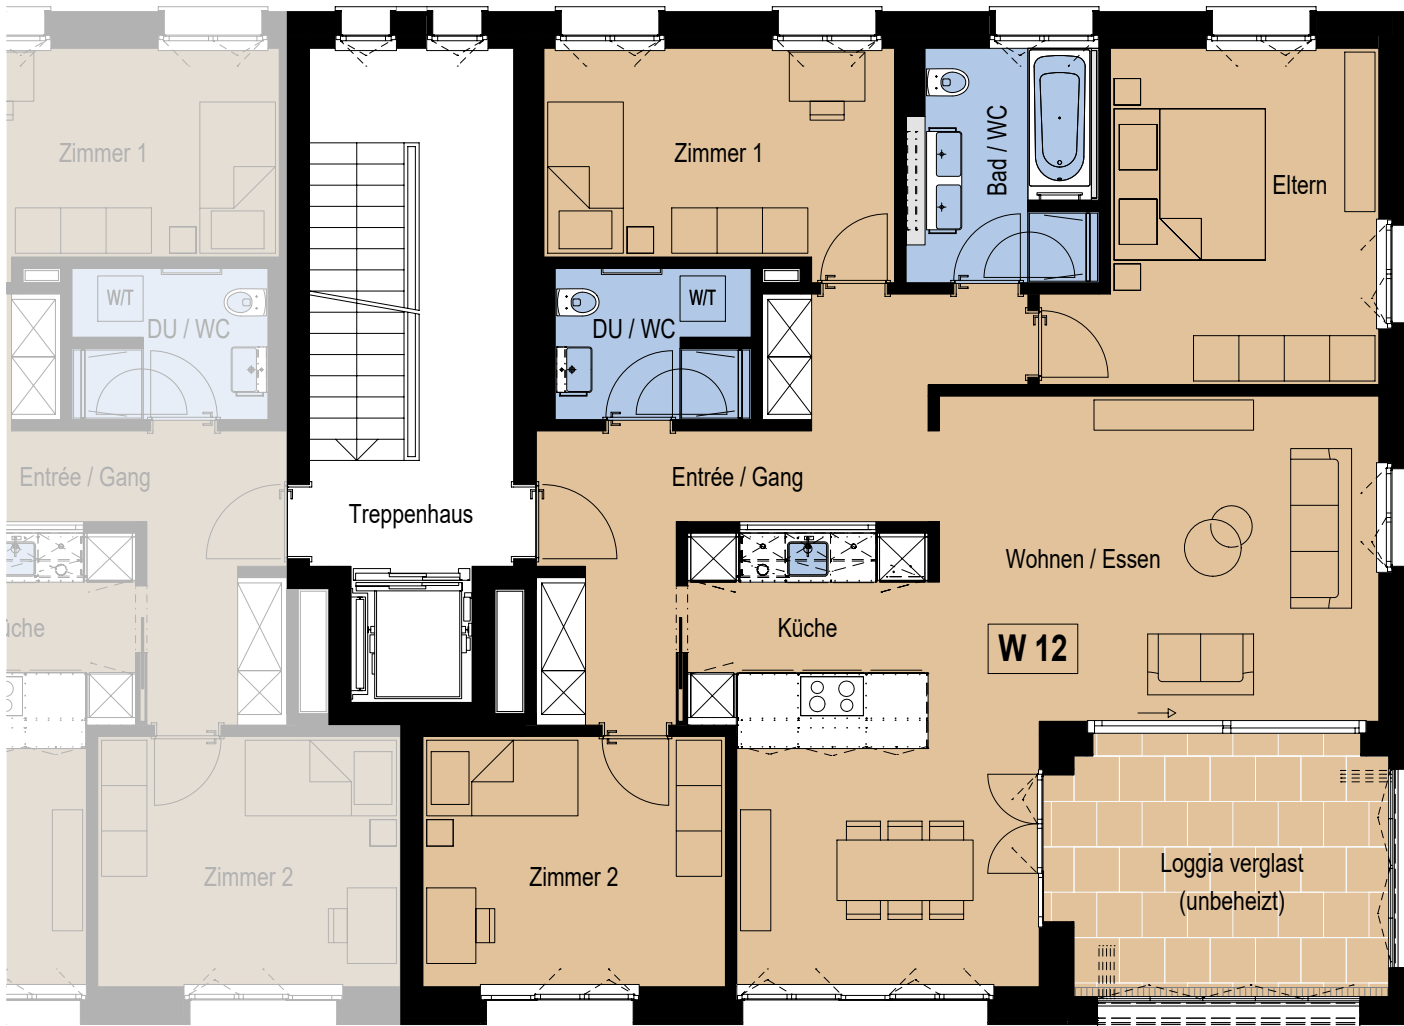 Zimmer 1
Zimmer 1
Bad / WC
Eltern
W/T
DU / WC
W/T
DU / WC
Entrée / Gang
Entrée / Gang
Treppenhaus
Wohnen / Essen
üche
Küche
W 12
Zimmer 2
Zimmer 2
Loggia verglast
(unbeheizt)